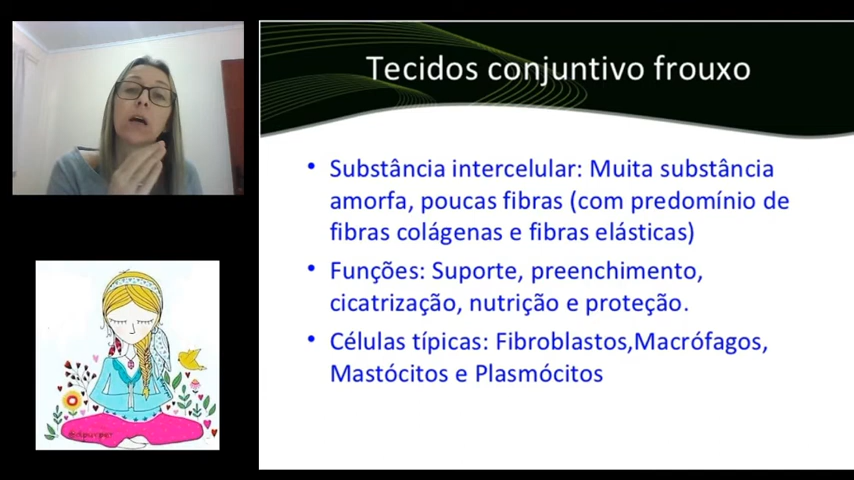 Tecidos conjuntivo frouxo
• Substância intercelular: Muita substância
amorfa, poucas fibras (com predomínio de
fibras colágenas e fibras elásticas)
• Funções: Suporte, preenchimento,
cicatrização, nutrição e proteção.
• Células típicas: Fibroblastos,Macrófagos,
Mastócitos e Plasmócitos